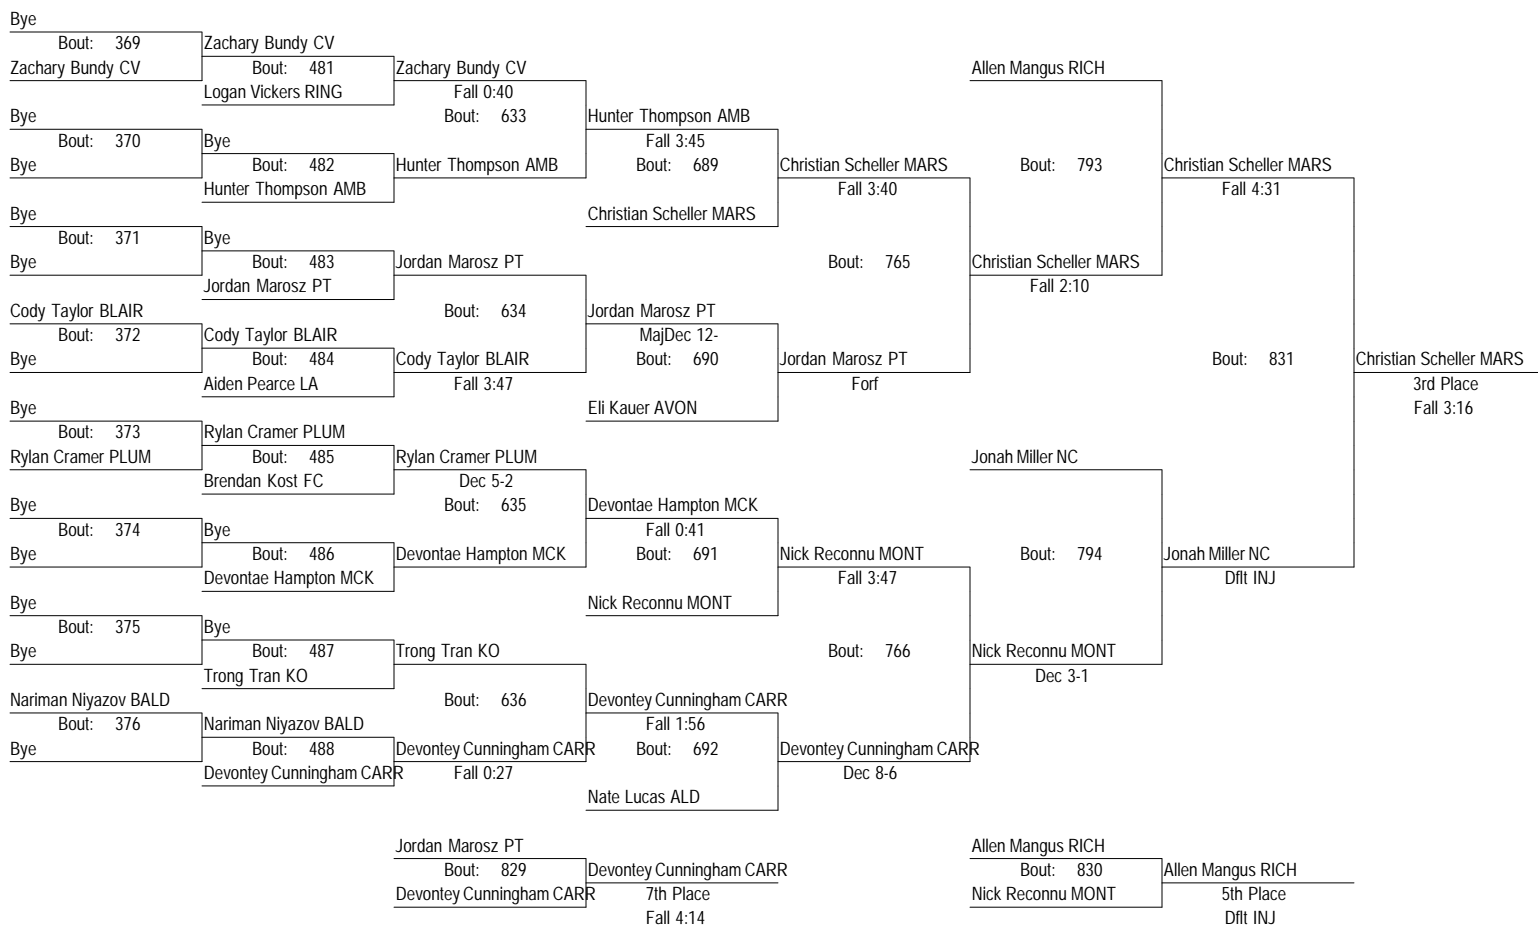 Bye
Bout: 369
Zachary Bundy CV
Zachary Bundy CV
Bout: 481
Logan Vickers RING
Zachary Bundy CV
Fall 0:40
Bout: 633
Bye
Bout: 370
Bye
Bye
Bout: 482
Hunter Thompson AMB
Hunter Thompson AMB
Hunter Thompson AMB
Fall 3:45
Bout: 689
Christian Scheller MARS
Christian Scheller MARS
Fall 3:40
Bye
Bout: 371
Bye
Bye
Bout: 483
Jordan Marosz PT
Jordan Marosz PT
Bout: 634
Cody Taylor BLAIR
Bout: 372
Bye
Cody Taylor BLAIR
Bout: 484
Aiden Pearce LA
Cody Taylor BLAIR
Fall 3:47
Jordan Marosz PT
MajDec 12-
Bout: 690
Eli Kauer AVON
Jordan Marosz PT
Forf
Bout: 765
Christian Scheller MARS
Fall 2:10
Allen Mangus RICH
Bout: 793
Christian Scheller MARS
Fall 4:31
Bye
Bout: 373
Rylan Cramer PLUM
Rylan Cramer PLUM
Bout: 485
Brendan Kost FC
Rylan Cramer PLUM
Dec 5-2
Bout: 635
Bye
Bout: 374
Bye
Bye
Bout: 486
Devontae Hampton MCK
Devontae Hampton MCK
Devontae Hampton MCK
Fall 0:41
Bout: 691
Nick Reconnu MONT
Nick Reconnu MONT
Fall 3:47
Bye
Bout: 375
Bye
Bye
Bout: 487
Trong Tran KO
Trong Tran KO
Bout: 636
Nariman Niyazov BALD
Bout: 376
Bye
Nariman Niyazov BALD
Bout: 488
Devontey Cunningham CARR
Devontey Cunningham CARR
Fall 0:27
Devontey Cunningham CARR
Fall 1:56
Bout: 692
Nate Lucas ALD
Devontey Cunningham CARR
Dec 8-6
Bout: 766
Nick Reconnu MONT
Dec 3-1
Jonah Miller NC
Bout: 794
Jonah Miller NC
Dflt INJ
Bout: 831
Christian Scheller MARS
3rd Place
Fall 3:16
Jordan Marosz PT
Bout: 829
Devontey Cunningham CARR
Devontey Cunningham CARR
7th Place
Fall 4:14
Allen Mangus RICH
Bout: 830
Nick Reconnu MONT
Allen Mangus RICH
5th Place
Dflt INJ